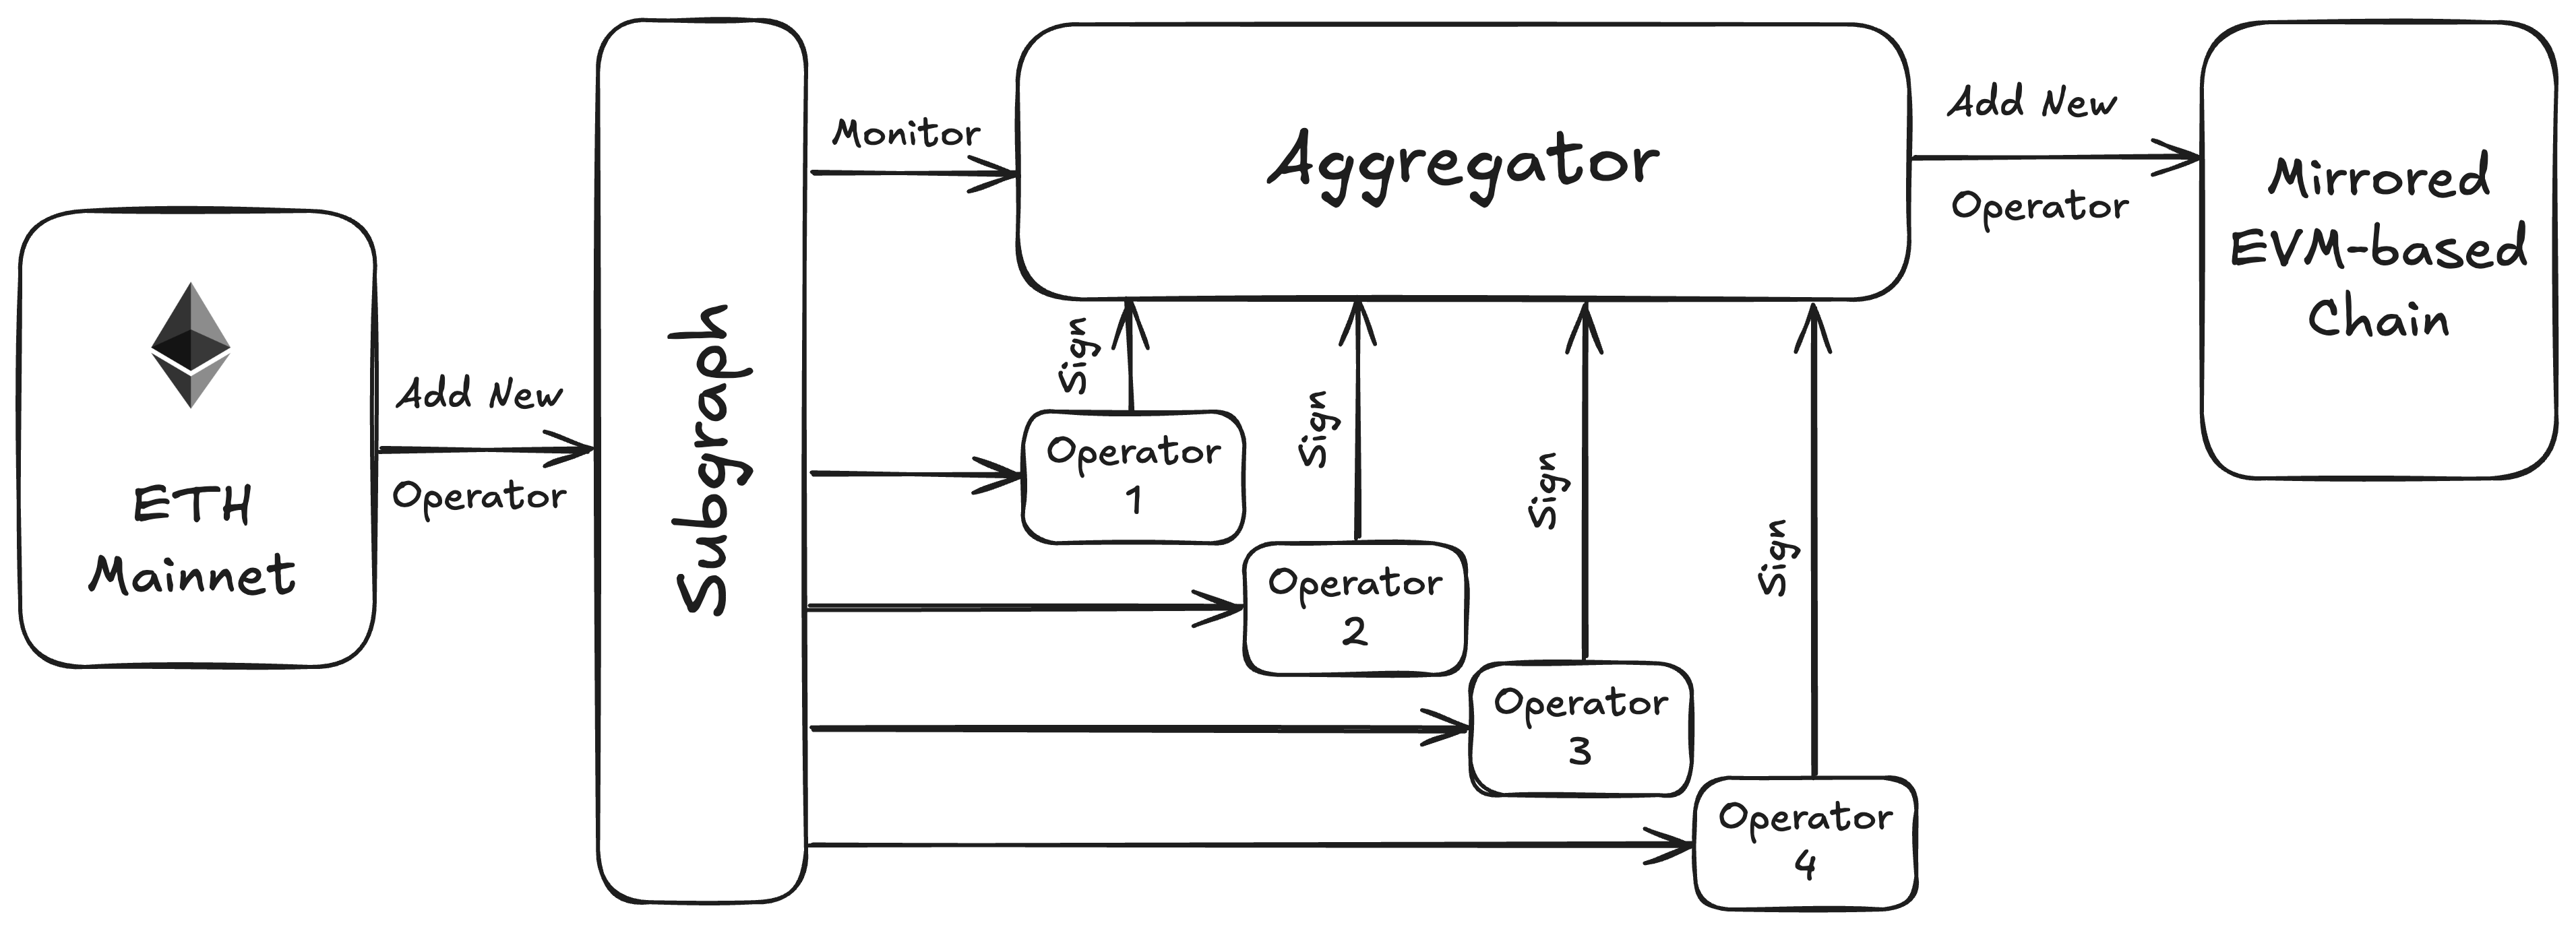 ETH
Mainnet
Add New
Operator
Subgraph
Monitor
Aggregator
Sign
Operator
1
Sign
Operator
2
Sign
Operator
3
Sign
Operator
4
Add New
Operator
Mirrored
EVM-based
Chain